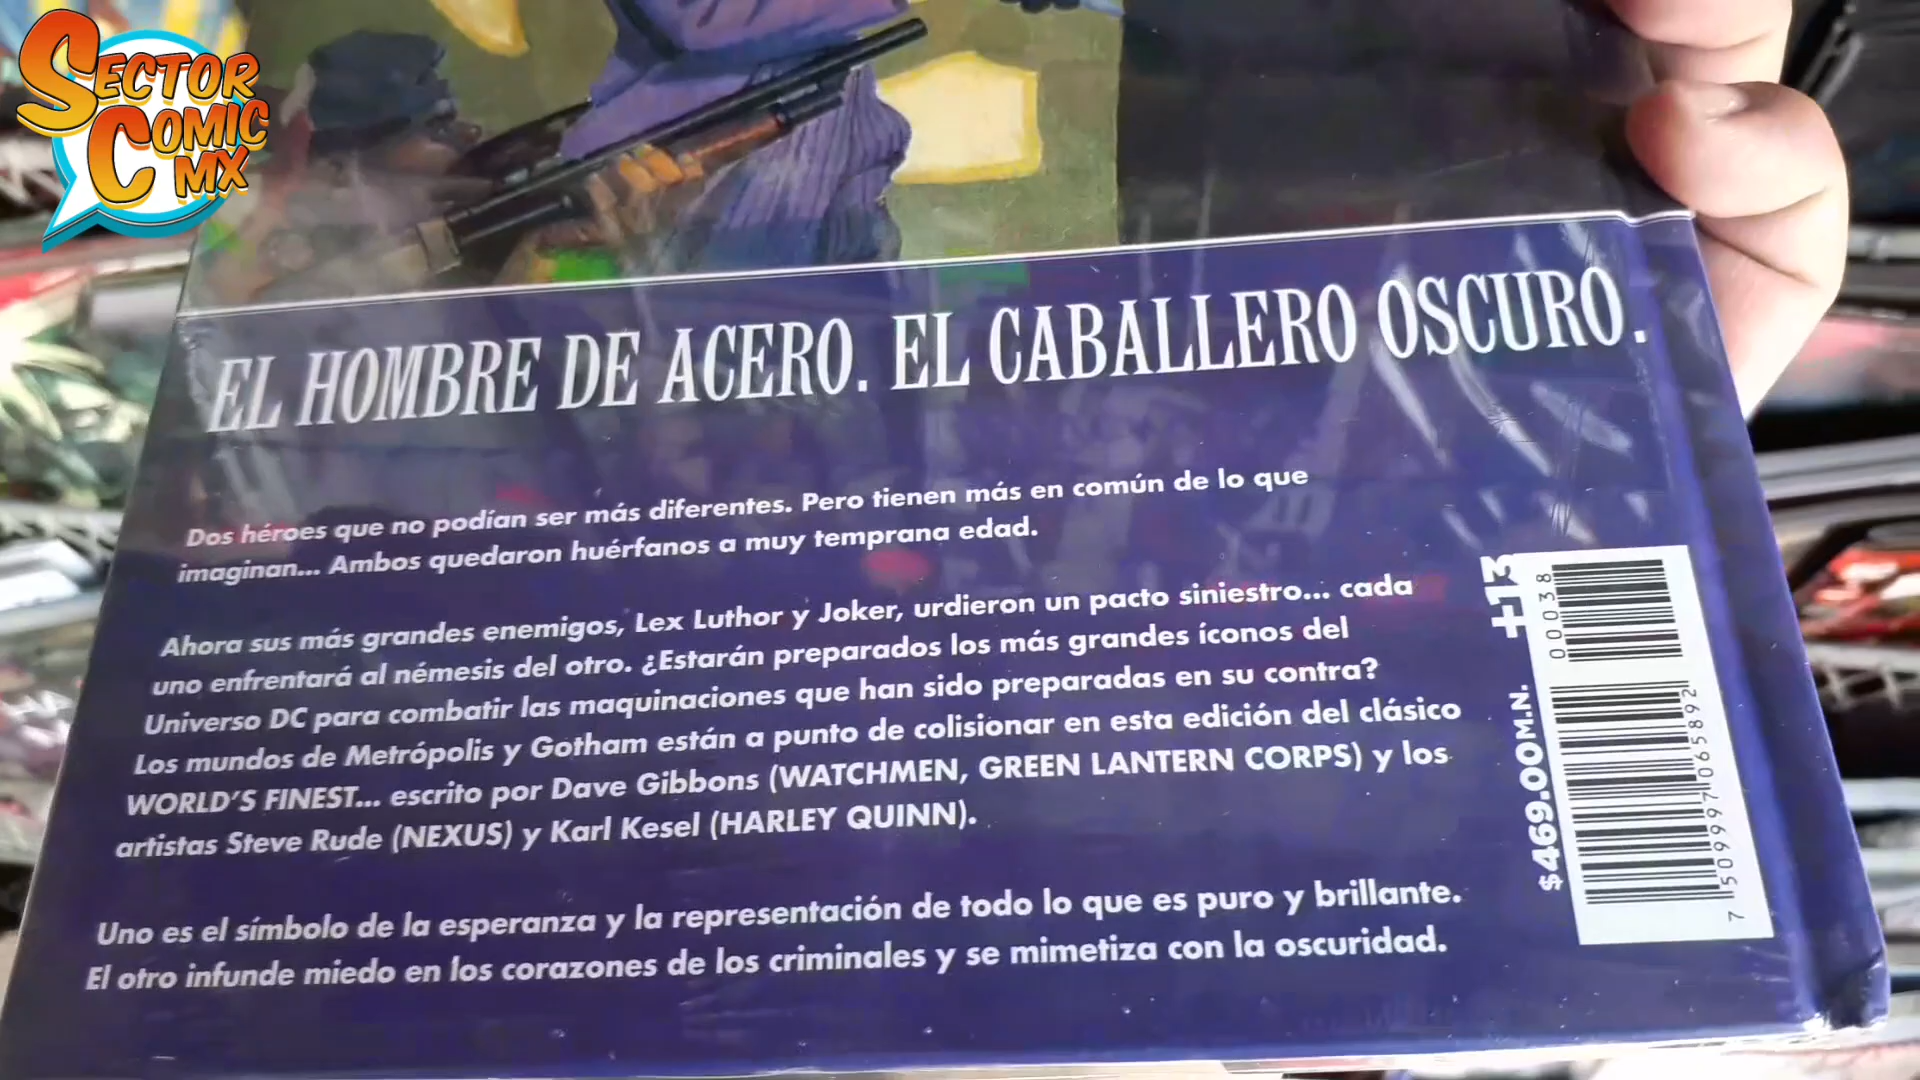 SECTOR
COMIC
MX
EL HOMBRE DE ACERO. EL CABALLERO OSCURO.
Dos héroes que no podían ser más diferentes. Pero tienen más en común de lo que
imaginan... Ambos quedaron huérfanos a muy temprana edad.
Ahora sus más grandes enemigos, Lex Luthor y Joker, urdieron un pacto siniestro... cada
uno enfrentará al némesis del otro. ¿Estarán preparados los más grandes íconos del
Universo DC para combatir las maquinaciones que han sido preparadas en su contra?
Los mundos de Metrópolis y Gotham están a punto de colisionar en esta edición del clásico
WORLD'S FINEST... escrito por Dave Gibbons (WATCHMEN, GREEN LANTERN CORPS) y los
artistas Steve Rude (NEXUS) y Karl Kesel (HARLEY QUINN).
Uno es el símbolo de la esperanza y la representación de todo lo que es puro y brillante.
El otro infunde miedo en los corazones de los criminales y se mimetiza con la oscuridad.
$469.00M.N. +13
00038
7 509997 065892